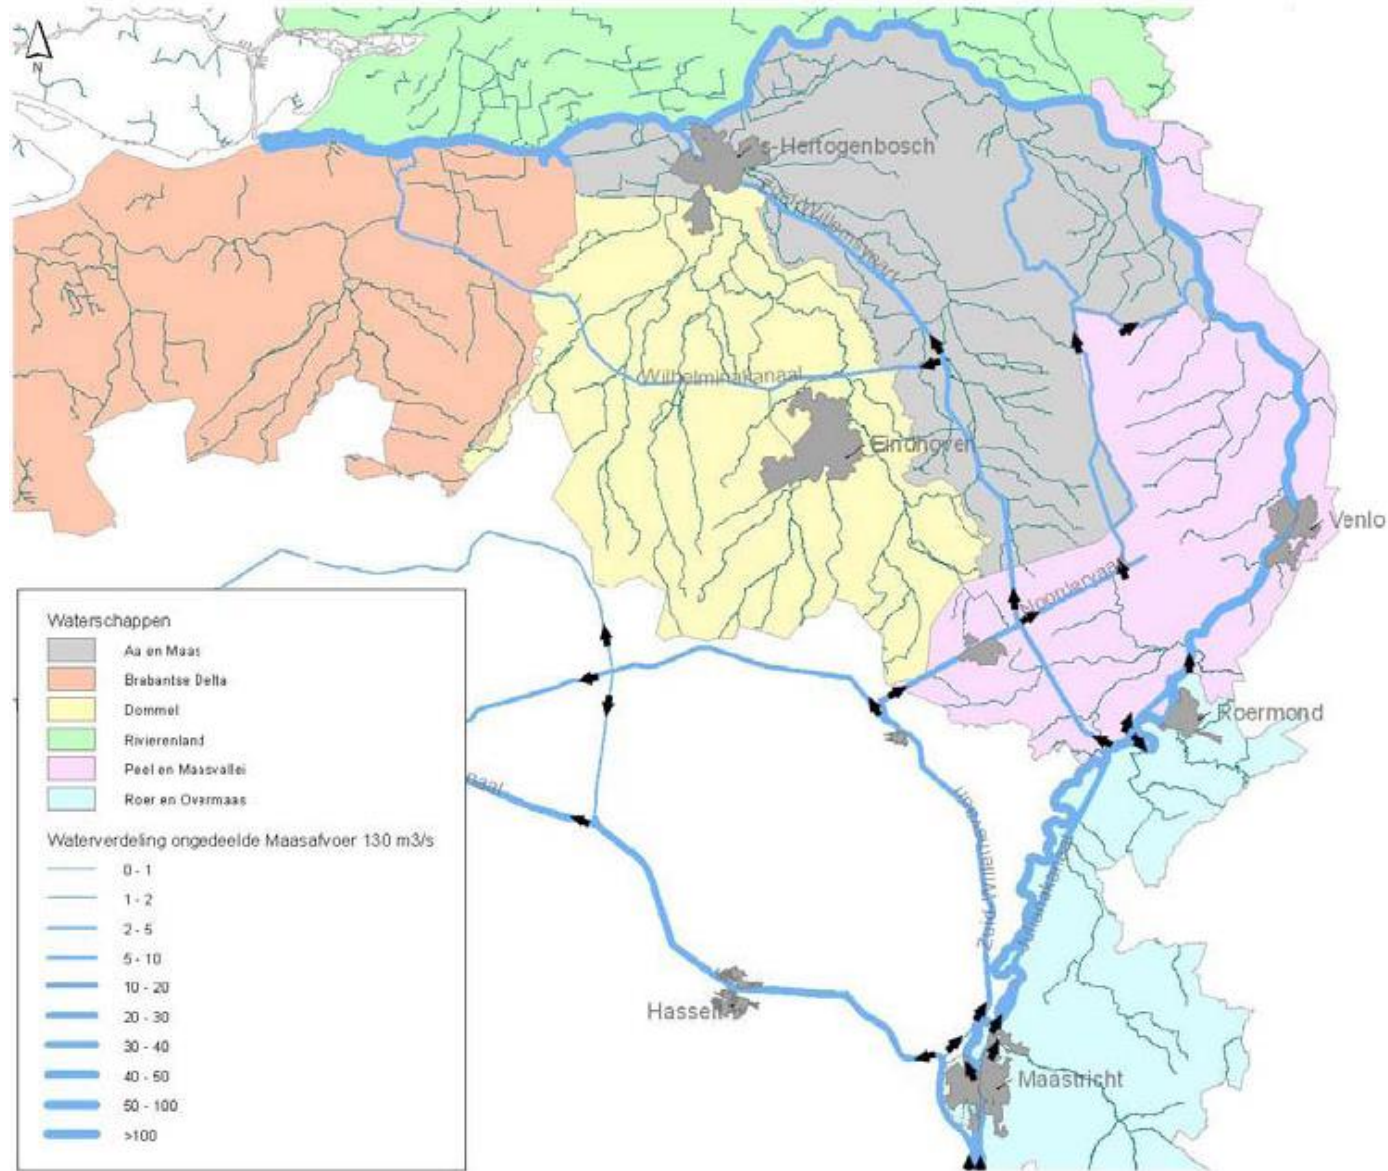 N
's-Hertogenbosch
Zuid Willemsvaart
Wilhelminakanaal
Eindhoven
Venlo
Noordervaart
Roermond
Zuid Willemsvaart
Julianakanaal
naal
Hasselt
Maastricht
Waterschappen
Aa en Maas
Brabantse Delta
Dommel
Rivierenland
Peel en Maasvallei
Roer en Overmaas
Waterverdeling ongedeelde Maasafvoer 130 m3/s
0 - 1
1 - 2
2 - 5
5 - 10
10 - 20
20 - 30
30 - 40
40 - 50
50 - 100
>100